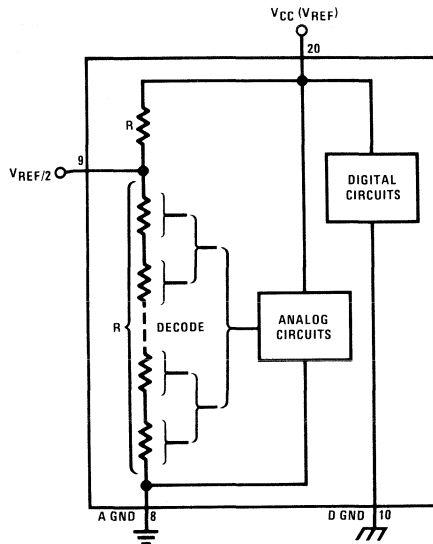 VCC (VREF)
20
R
9
VREF/2
DIGITAL
CIRCUITS
R
DECODE
ANALOG
CIRCUITS
A GND
8
D GND
10